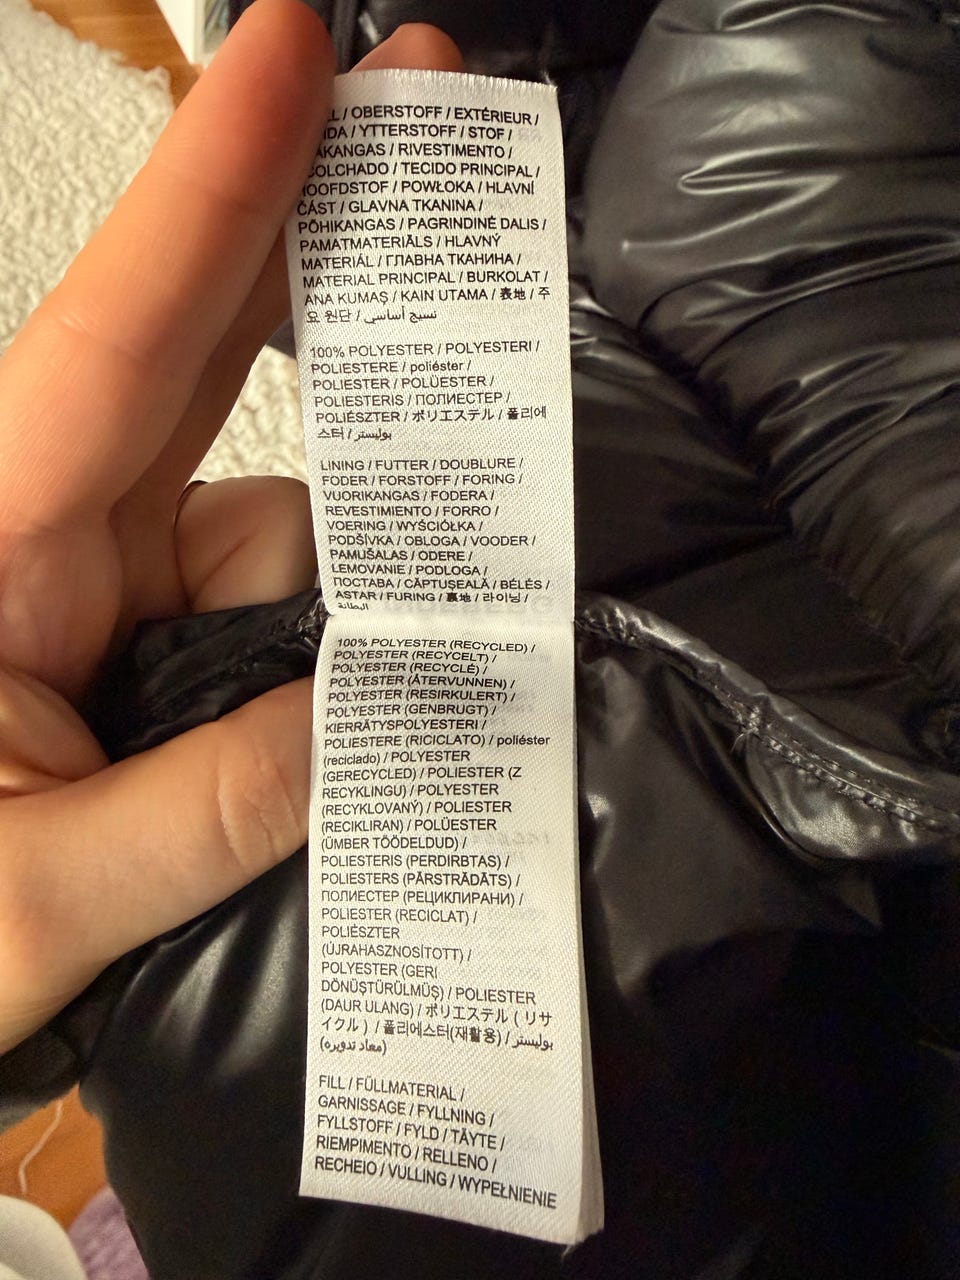 / OBERSTOFF / EXTÉRIEUR /
/ YTTERSTOFF / STOF /
/ RIVESTIMENTO /
/ TECIDO PRINCIPAL /
HOOFDSTOF / POWŁOKA / HLAVNÍ
ČÁST / GLAVNA TKANINA /
PÕHIKANGAS / PAGRINDINĖ DALIS /
PAMATMATERIĀLS / HLAVNÝ
MATERIÁL / ГЛАВНА ТКАНИНА /
MATERIAL PRINCIPAL / BURKOLAT /
ANA KUMAŞ / KAIN UTAMA / 表地 / 주
요 원단 / نسيج أساسي
100% POLYESTER / POLYESTERI /
POLIESTERE / poliéster /
POLIESTER / POLÜESTER /
POLIESTERIS / ПОЛИЕСТЕР /
POLIÉSZTER / ポリエステル / 폴리에
스터 / بوليستر
LINING / FUTTER / DOUBLURE /
FODER / FORSTOFF / FORING /
VUORIKANGAS / FODERA /
REVESTIMIENTO / FORRO /
VOERING / WYŚCIÓŁKA /
PODŠÍVKA / OBLOGA / VOODER /
PAMUŠALAS / ODERE /
LEMOVANIE / PODLOGA /
ПОСТАВА / CĂPTUȘEALĂ / BÉLÉS /
ASTAR / FURING / 裏地 / 라이닝 /
البطانة
100% POLYESTER (RECYCLED) /
POLYESTER (RECYCELT) /
POLYESTER (RECYCLÉ) /
POLYESTER (ÅTERVUNNEN) /
POLYESTER (RESIRKULERT) /
POLYESTER (GENBRUGT) /
KIERRÄTYSPOLYESTERI /
POLIESTERE (RICICLATO) / poliéster
(reciclado) / POLYESTER
(GERECYCLED) / POLIESTER (Z
RECYKLINGU) / POLYESTER
(RECYKLOVANÝ) / POLIESTER
(RECIKLIRAN) / POLÜESTER
(ÜMBER TÖÖDELDUD) /
POLIESTERIS (PERDIRBTAS) /
POLIESTERS (PĀRSTRĀDĀTS) /
ПОЛИЕСТЕР (РЕЦИКЛИРАНИ) /
POLIESTER (RECICLAT) /
POLIÉSZTER
(ÚJRAHASZNOSÍTOTT) /
POLYESTER (GERI
DÖNÜŞTÜRÜLMÜŞ) / POLIESTER
(DAUR ULANG) / ポリエステル ( リサ
イクル ) / 폴리에스터(재활용) / بوليستر
(معاد تدويره)
FILL / FÜLLMATERIAL /
GARNISSAGE / FYLLNING /
FYLLSTOFF / FYLD / TÄYTE /
RIEMPIMENTO / RELLENO /
RECHEIO / VULLING / WYPEŁNIENIE